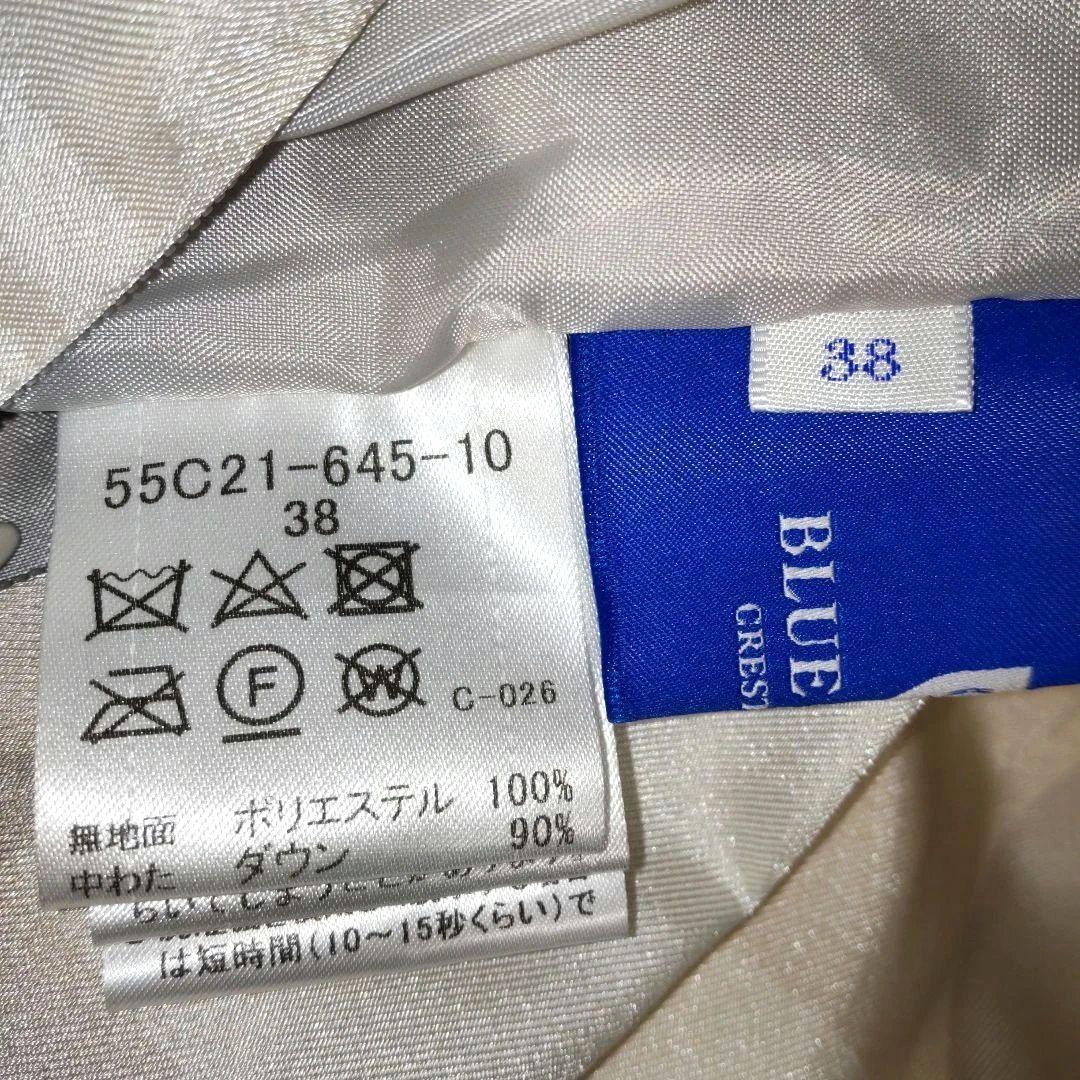 55C21-645-10
38
F
W
C-026
無地面 ポリエステル 100%
中わた ダウン 90%
は短時間(10～15秒くらい)で
38
BLUE
CREST